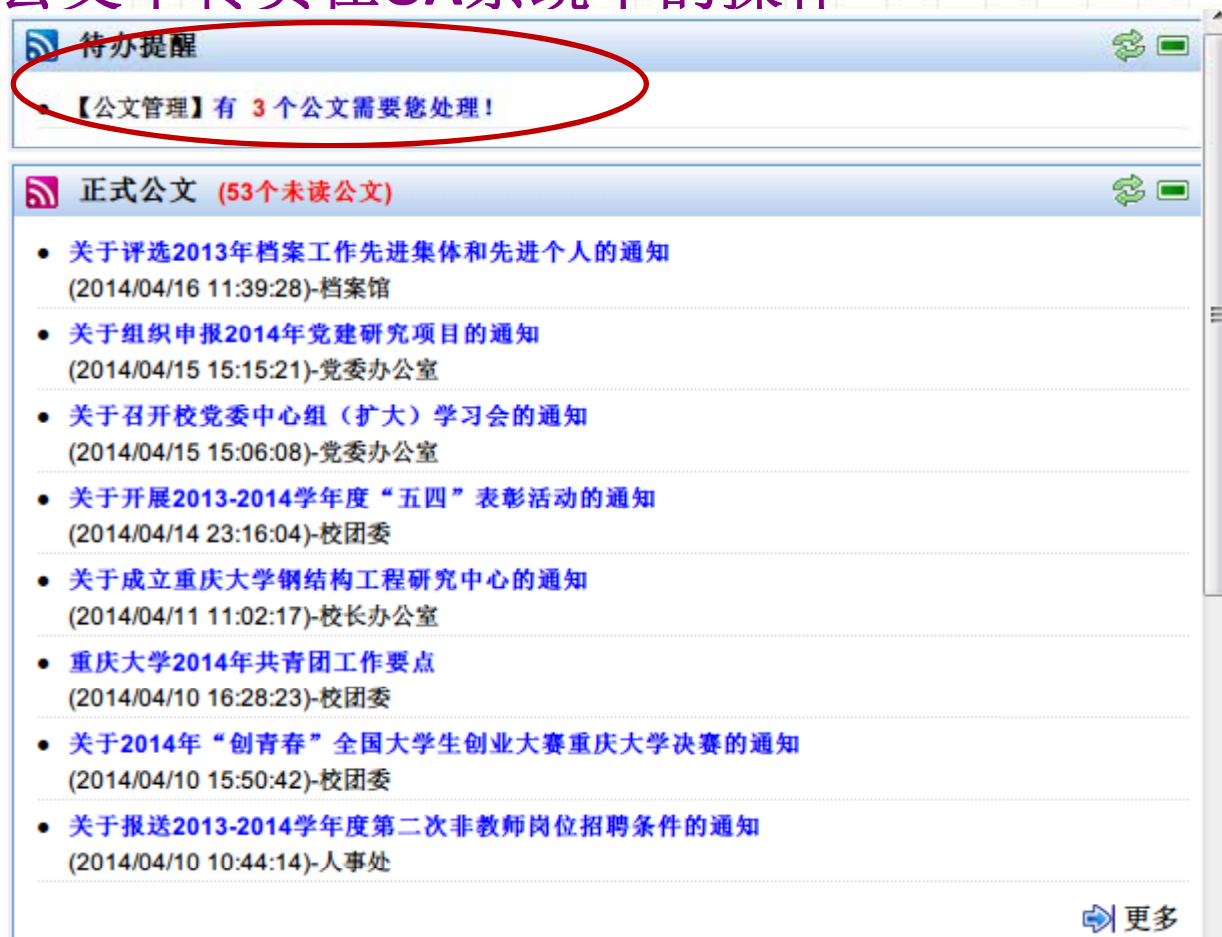 公文下传其在OA系统中的操作
待办提醒
【公文管理】有 3 个公文需要您处理！
正式公文 (53个未读公文)
关于评选2013年档案工作先进集体和先进个人的通知
(2014/04/16 11:39:28)-档案馆
关于组织申报2014年党建研究项目的通知
(2014/04/15 15:15:21)-党委办公室
关于召开校党委中心组（扩大）学习会的通知
(2014/04/15 15:06:08)-党委办公室
关于开展2013-2014学年度“五四”表彰活动的通知
(2014/04/14 23:16:04)-校团委
关于成立重庆大学钢结构工程研究中心的通知
(2014/04/11 11:02:17)-校长办公室
重庆大学2014年共青团工作要点
(2014/04/10 16:28:23)-校团委
关于2014年“创青春”全国大学生创业大赛重庆大学决赛的通知
(2014/04/10 15:50:42)-校团委
关于报送2013-2014学年度第二次非教师岗位招聘条件的通知
(2014/04/10 10:44:14)-人事处
更多